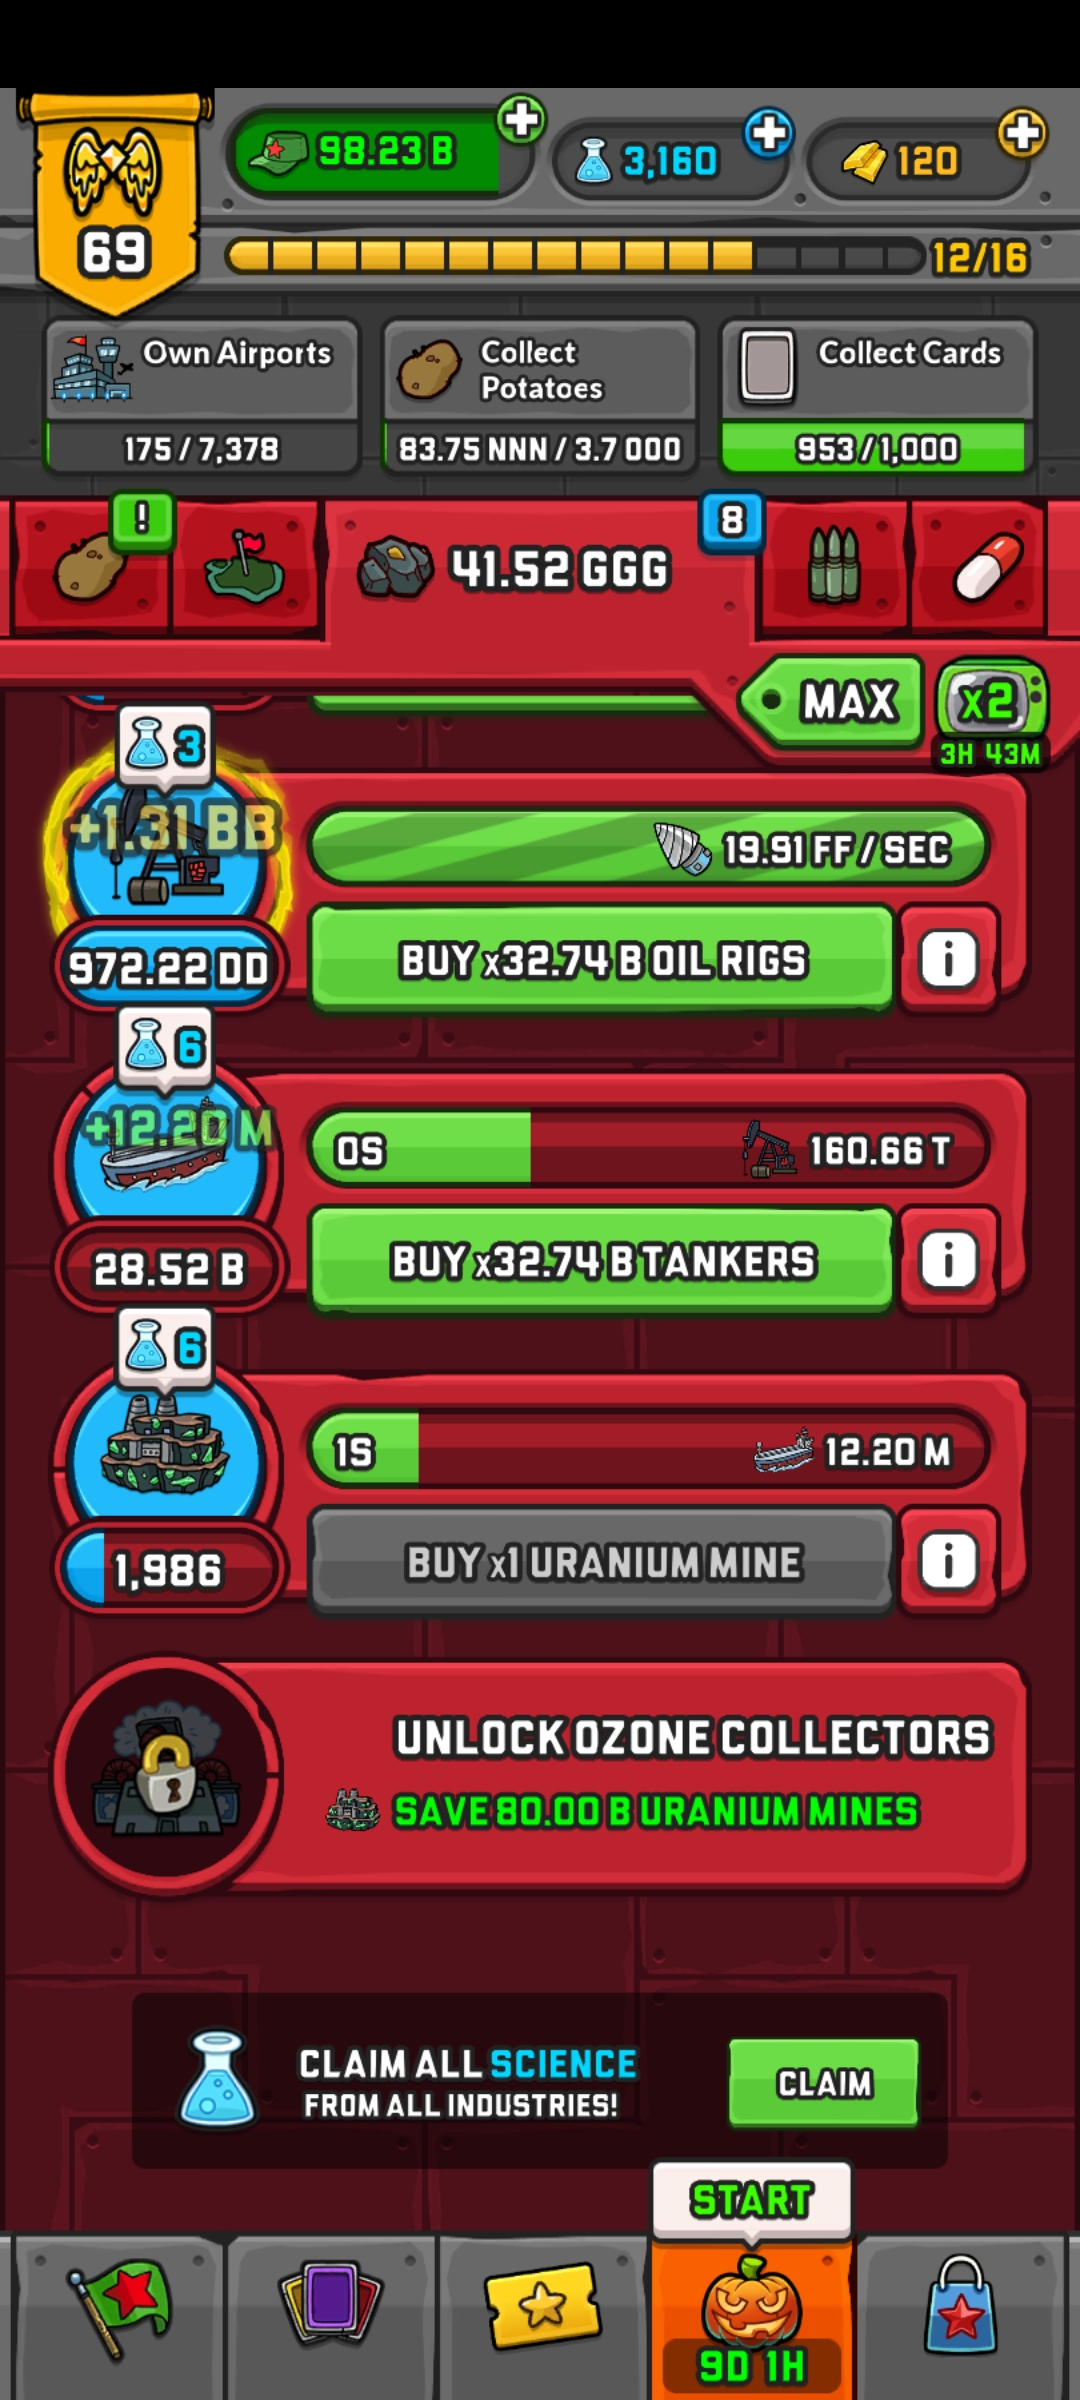 98.23 B
3,160
120
69
12/16
Own Airports
175 / 7,378
Collect
Potatoes
83.75 NNN / 3.7 OOO
Collect Cards
953 / 1,000
!
41.52 GGG
8
MAX
x2
3H 43M
3
+1.31 BB
19.91 FF / SEC
972.22 DD
BUY x32.74 B OIL RIGS
i
6
+12.20 M
0S
160.66 T
28.52 B
BUY x32.74 B TANKERS
i
6
1S
12.20 M
1,986
BUY x1 URANIUM MINE
i
UNLOCK OZONE COLLECTORS
SAVE 80.00 B URANIUM MINES
CLAIM ALL SCIENCE
FROM ALL INDUSTRIES!
CLAIM
START
9D 1H